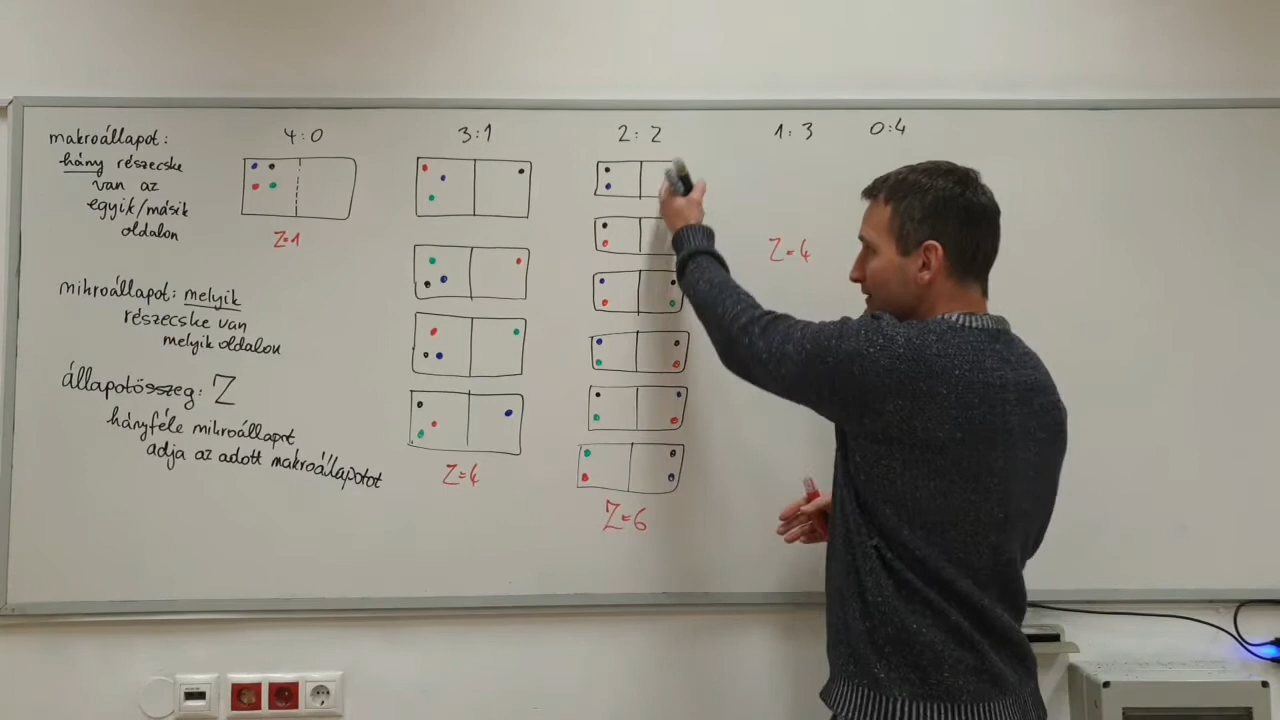 makroállapot:
hány részecske
van az
egyik/másik
oldalon
mikroállapot: melyik
részecske van
melyik oldalon
állapotösszeg: Z
hányféle mikroállapot
adja az adott makroállapotot
4:0
Z=1
3:1
Z=4
2:2
Z=6
1:3
Z=4
0:4